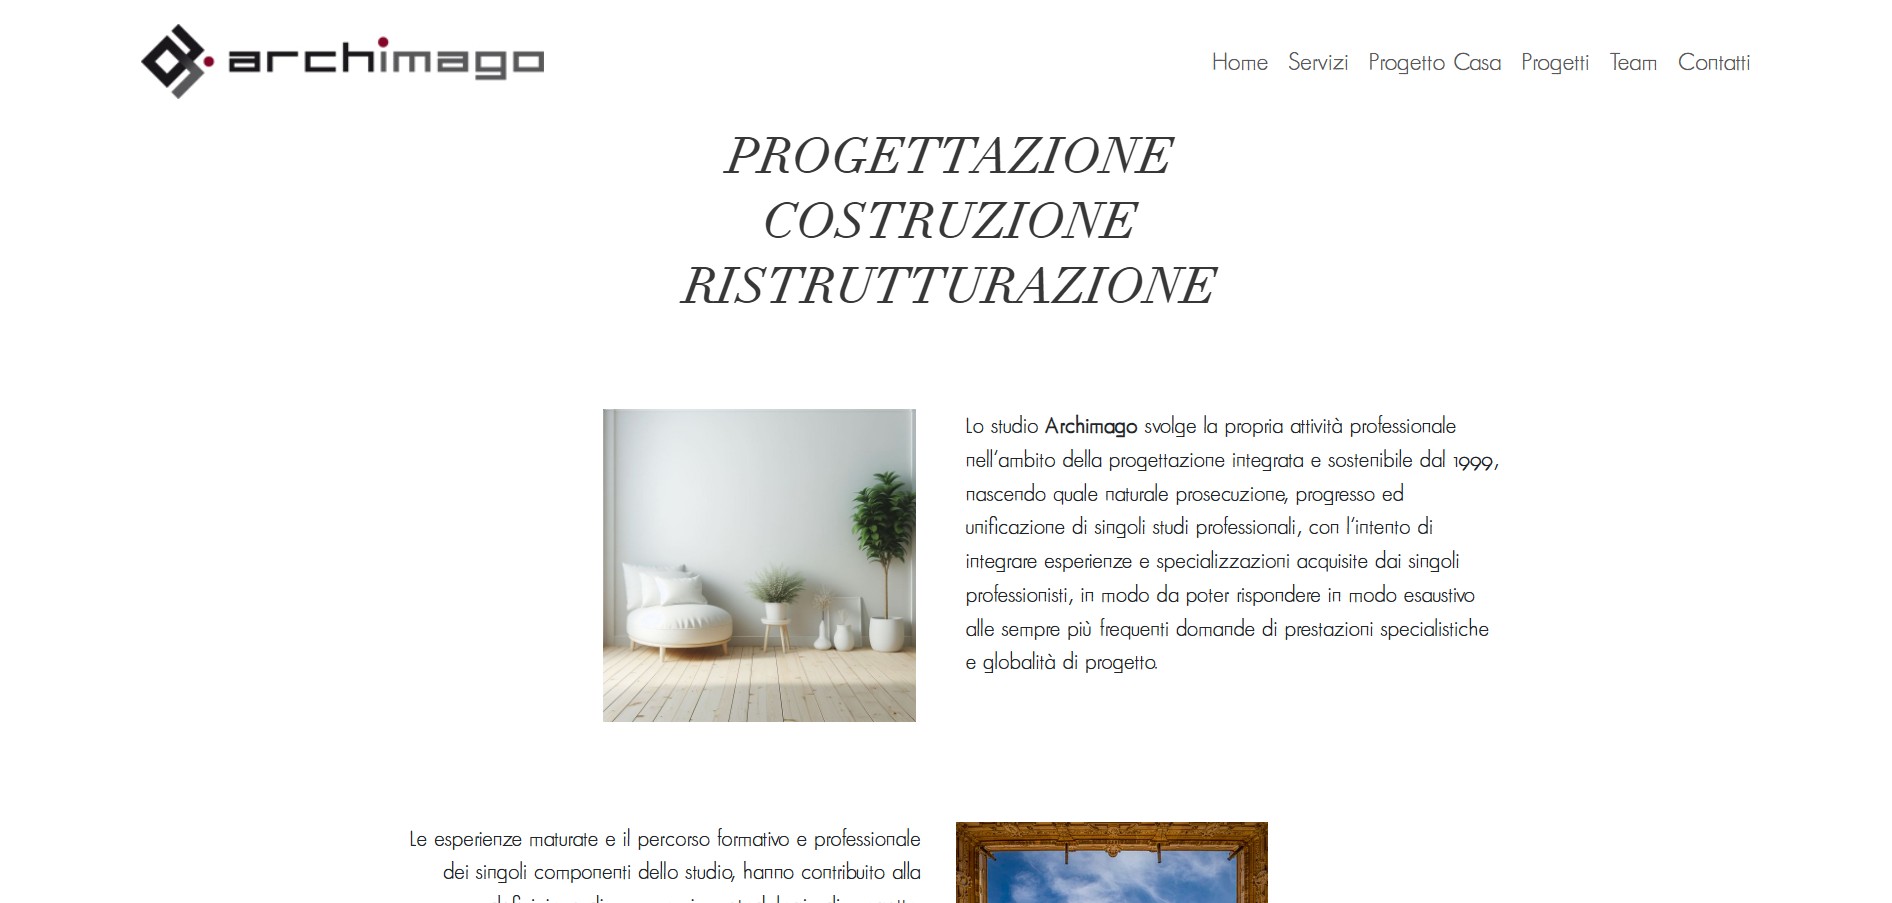 archimago
Home Servizi Progetto Casa Progetti Team Contatti
PROGETTAZIONE
COSTRUZIONE
RISTRUTTURAZIONE
Lo studio Archimago svolge la propria attività professionale
nell'ambito della progettazione integrata e sostenibile dal 1999,
nascendo quale naturale prosecuzione, progresso ed
unificazione di singoli studi professionali, con l'intento di
integrare esperienze e specializzazioni acquisite dai singoli
professionisti, in modo da poter rispondere in modo esaustivo
alle sempre più frequenti domande di prestazioni specialistiche
e globalità di progetto.
Le esperienze maturate e il percorso formativo e professionale
dei singoli componenti dello studio, hanno contribuito alla